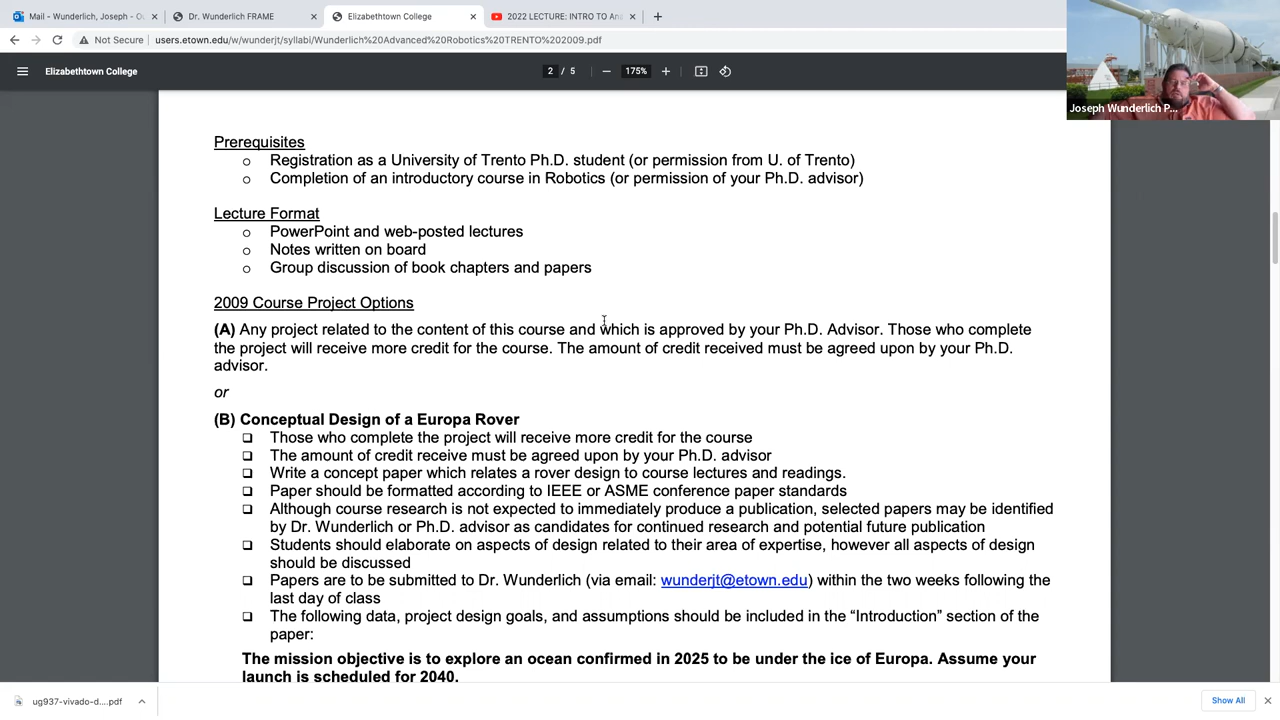 Mail - Wunderlich, Joseph - Ou
Dr. Wunderlich FRAME
Elizabethtown College
2022 LECTURE: INTRO TO An
Not Secure
users.etown.edu/w/wunderjt/syllabi/Wunderlich%20Advanced%20Robotics%20TRENTO%202009.pdf
Elizabethtown College
2 / 5
175%
Joseph Wunderlich P...
Prerequisites
o Registration as a University of Trento Ph.D. student (or permission from U. of Trento)
o Completion of an introductory course in Robotics (or permission of your Ph.D. advisor)
Lecture Format
o PowerPoint and web-posted lectures
o Notes written on board
o Group discussion of book chapters and papers
2009 Course Project Options
(A) Any project related to the content of this course and which is approved by your Ph.D. Advisor. Those who complete
the project will receive more credit for the course. The amount of credit received must be agreed upon by your Ph.D.
advisor.
or
(B) Conceptual Design of a Europa Rover
❑ Those who complete the project will receive more credit for the course
❑ The amount of credit receive must be agreed upon by your Ph.D. advisor
❑ Write a concept paper which relates a rover design to course lectures and readings.
❑ Paper should be formatted according to IEEE or ASME conference paper standards
❑ Although course research is not expected to immediately produce a publication, selected papers may be identified
by Dr. Wunderlich or Ph.D. advisor as candidates for continued research and potential future publication
❑ Students should elaborate on aspects of design related to their area of expertise, however all aspects of design
should be discussed
❑ Papers are to be submitted to Dr. Wunderlich (via email: wunderjt@etown.edu) within the two weeks following the
last day of class
❑ The following data, project design goals, and assumptions should be included in the “Introduction” section of the
paper:
The mission objective is to explore an ocean confirmed in 2025 to be under the ice of Europa. Assume your
launch is scheduled for 2040.
ug937-vivado-d....pdf
Show All